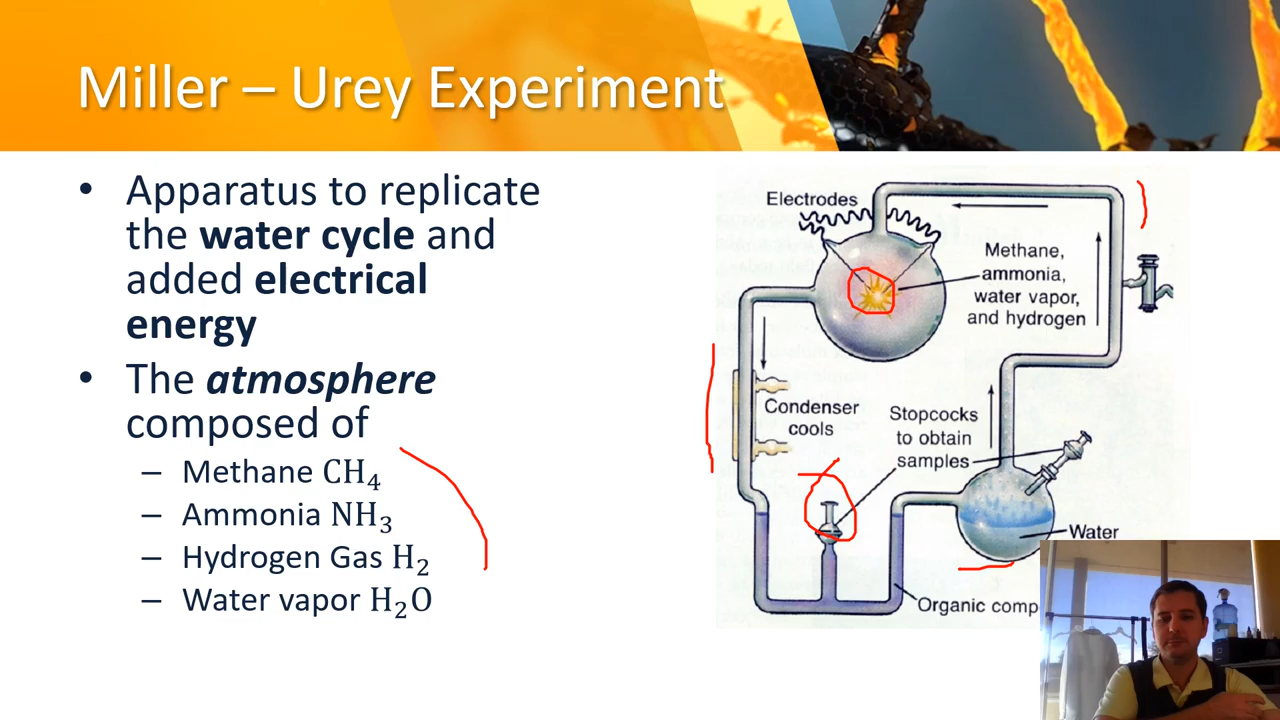 Miller – Urey Experiment
• Apparatus to replicate
the water cycle and
added electrical
energy
• The atmosphere
composed of
– Methane CH₄
– Ammonia NH₃
– Hydrogen Gas H₂
– Water vapor H₂O
Electrodes
Methane,
ammonia,
water vapor,
and hydrogen
Condenser
cools
Stopcocks
to obtain
samples
Water
Organic comp